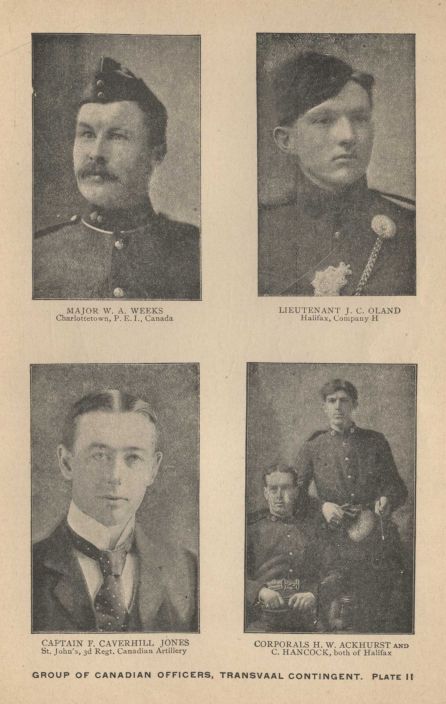 MAJOR W. A. WEEKS
Charlottetown, P. E. I., Canada
LIEUTENANT J. C. OLAND
Halifax, Company H
CAPTAIN F. CAVERHILL JONES
St. John's, 3d Regt. Canadian Artillery
CORPORALS H. W. ACKHURST AND
C. HANCOCK, both of Halifax
GROUP OF CANADIAN OFFICERS, TRANSVAAL CONTINGENT. PLATE II